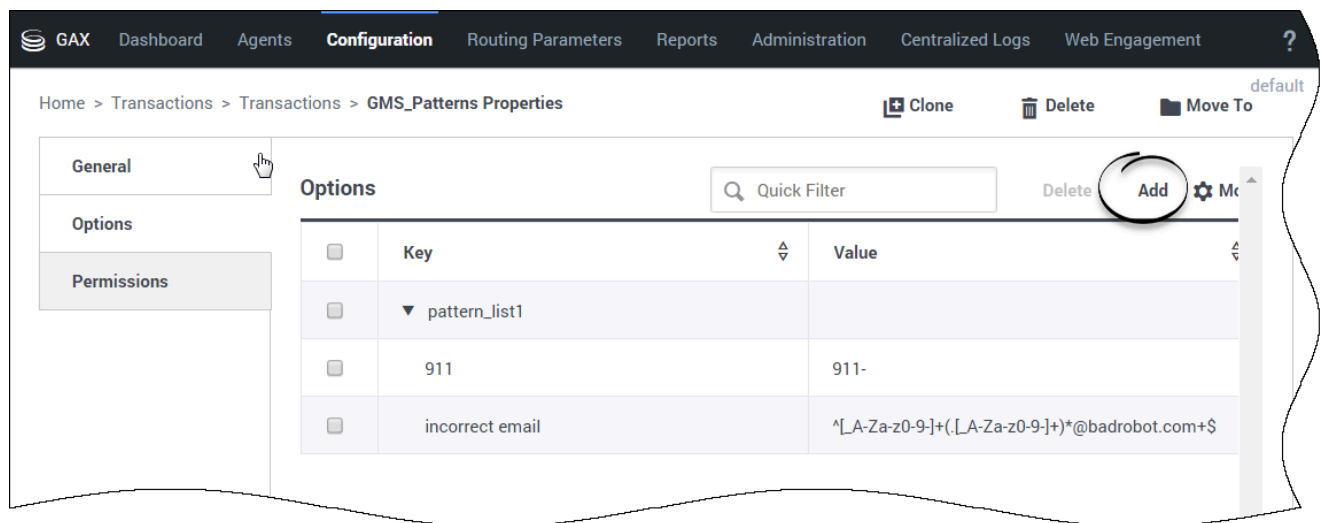 GAX Dashboard Agents Configuration Routing Parameters Reports Administration Centralized Logs Web Engagement ?
default
Home > Transactions > Transactions > GMS_Patterns Properties Clone Delete Move To
General
Options
Permissions
Options Quick Filter Delete Add Mo
Key Value
pattern_list1
911 911-
incorrect email ^[_A-Za-z0-9-]+(.[_A-Za-z0-9-]+)*@badrobot.com+$